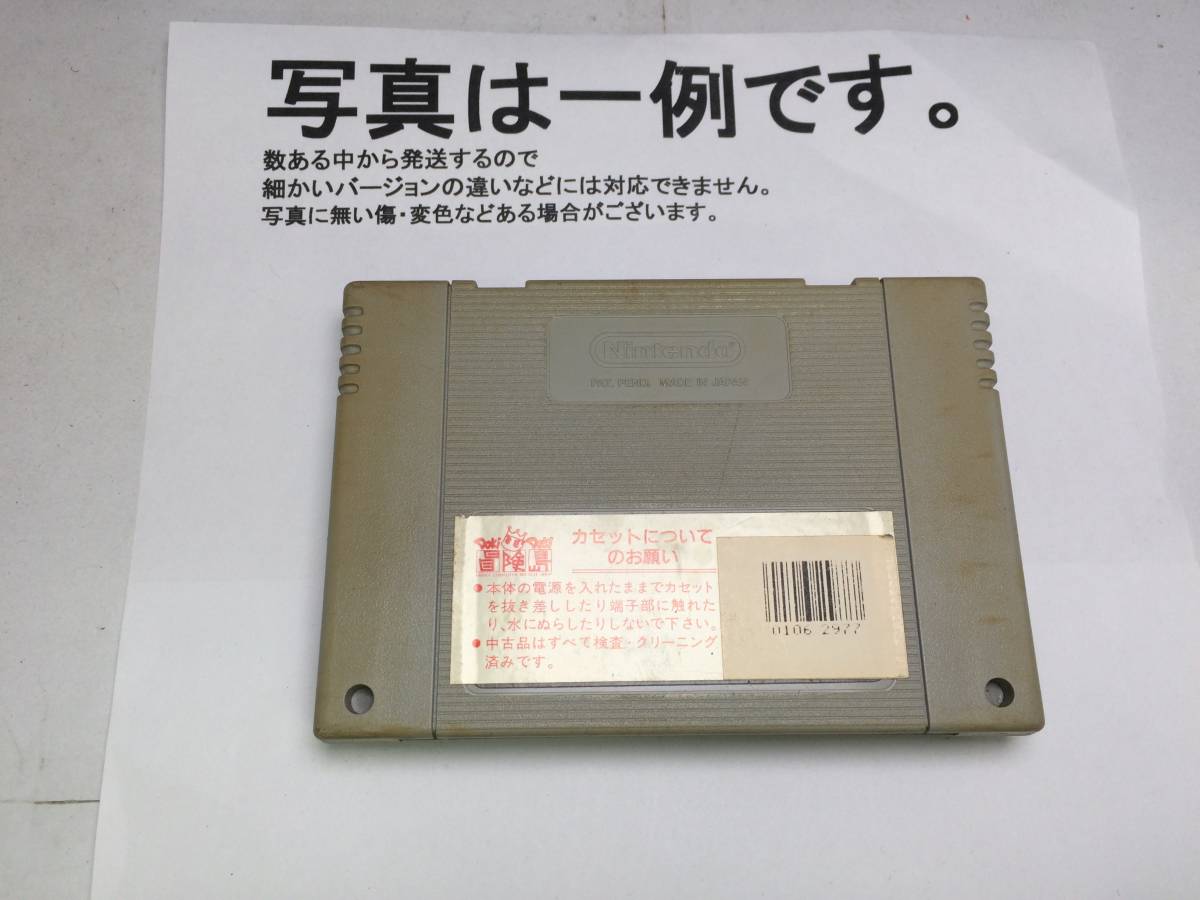 写真は一例です。
数ある中から発送するので
細かいバージョンの違いなどには対応できません。
写真に無い傷・変色などある場合がございます。
Nintendo®
PAT. PEND. MADE IN JAPAN
Doki Doki
冒険島
カセットについて
のお願い
●本体の電源を入れたままでカセット
を抜き差ししたり端子部に触れた
り、水にぬらしたりしないで下さい。
●中古品はすべて検査・クリーニング
済みです。
0106 2977